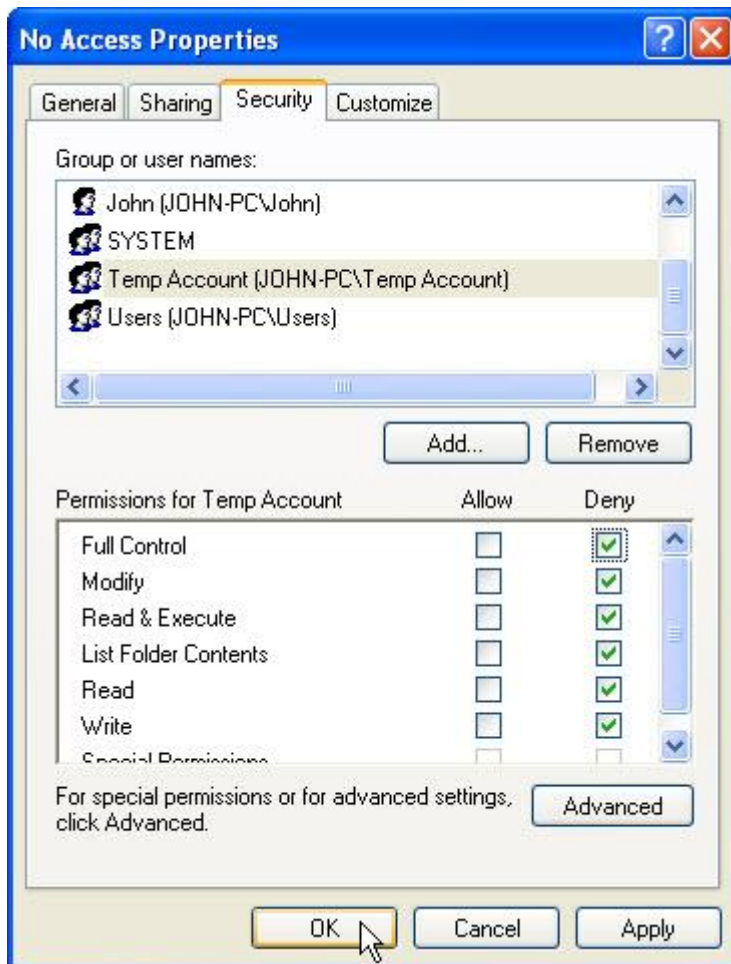 No Access Properties
General Sharing Security Customize
Group or user names:
John (JOHN-PC\John)
SYSTEM
Temp Account (JOHN-PC\Temp Account)
Users (JOHN-PC\Users)
Add... Remove
Permissions for Temp Account Allow Deny
Full Control
Modify
Read & Execute
List Folder Contents
Read
Write
Special Permissions
For special permissions or for advanced settings, Advanced
click Advanced.
OK Cancel Apply